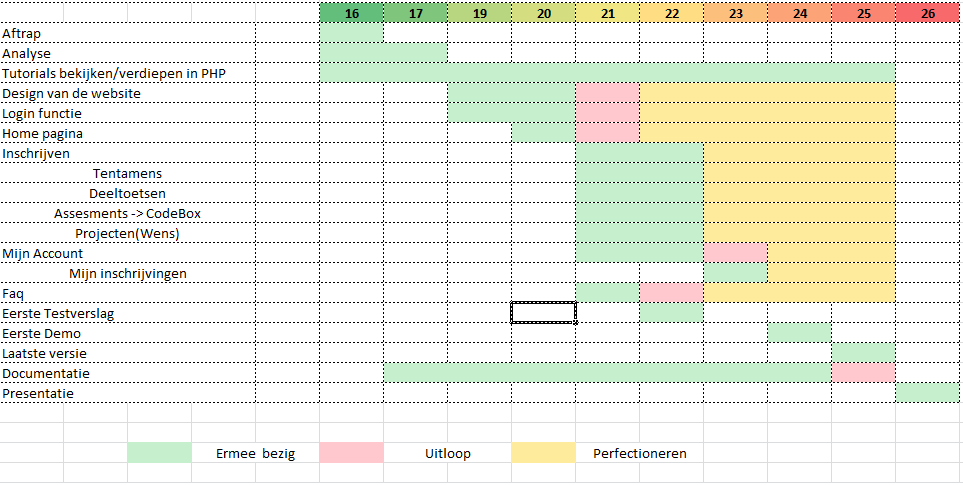 16 17 19 20 21 22 23 24 25 26
Aftrap
Analyse
Tutorials bekijken/verdiepen in PHP
Design van de website
Login functie
Home pagina
Inschrijven
Tentamens
Deeltoetsen
Assesments -> CodeBox
Projecten(Wens)
Mijn Account
Mijn inschrijvingen
Faq
Eerste Testverslag
Eerste Demo
Laatste versie
Documentatie
Presentatie
Ermee bezig Uitloop Perfectioneren